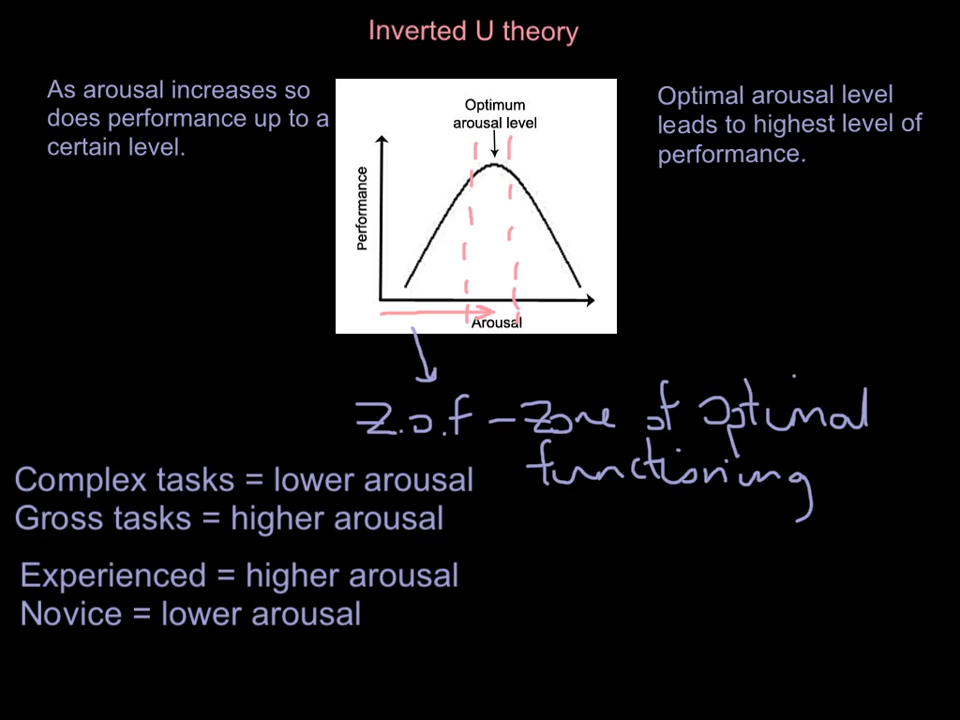 Inverted U theory
As arousal increases so
does performance up to a
certain level.
Optimum
arousal level
Performance
Arousal
Optimal arousal level
leads to highest level of
performance.
Z.O.F - Zone of Optimal
functioning
Complex tasks = lower arousal
Gross tasks = higher arousal
Experienced = higher arousal
Novice = lower arousal